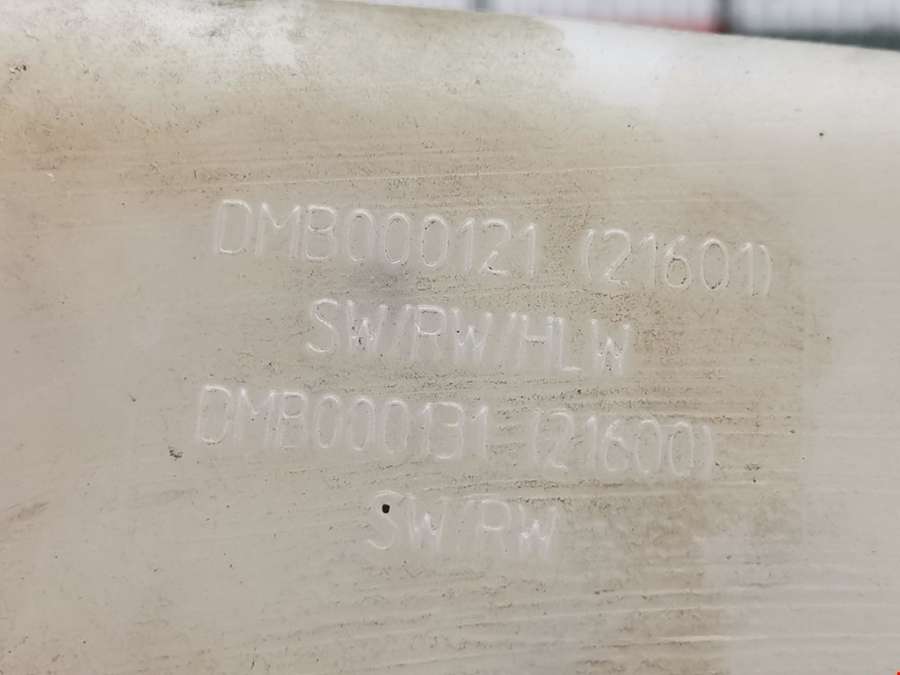 DMB000121 (21601)
SW/RW/HLW
DMB000131 (21600)
SW/RW